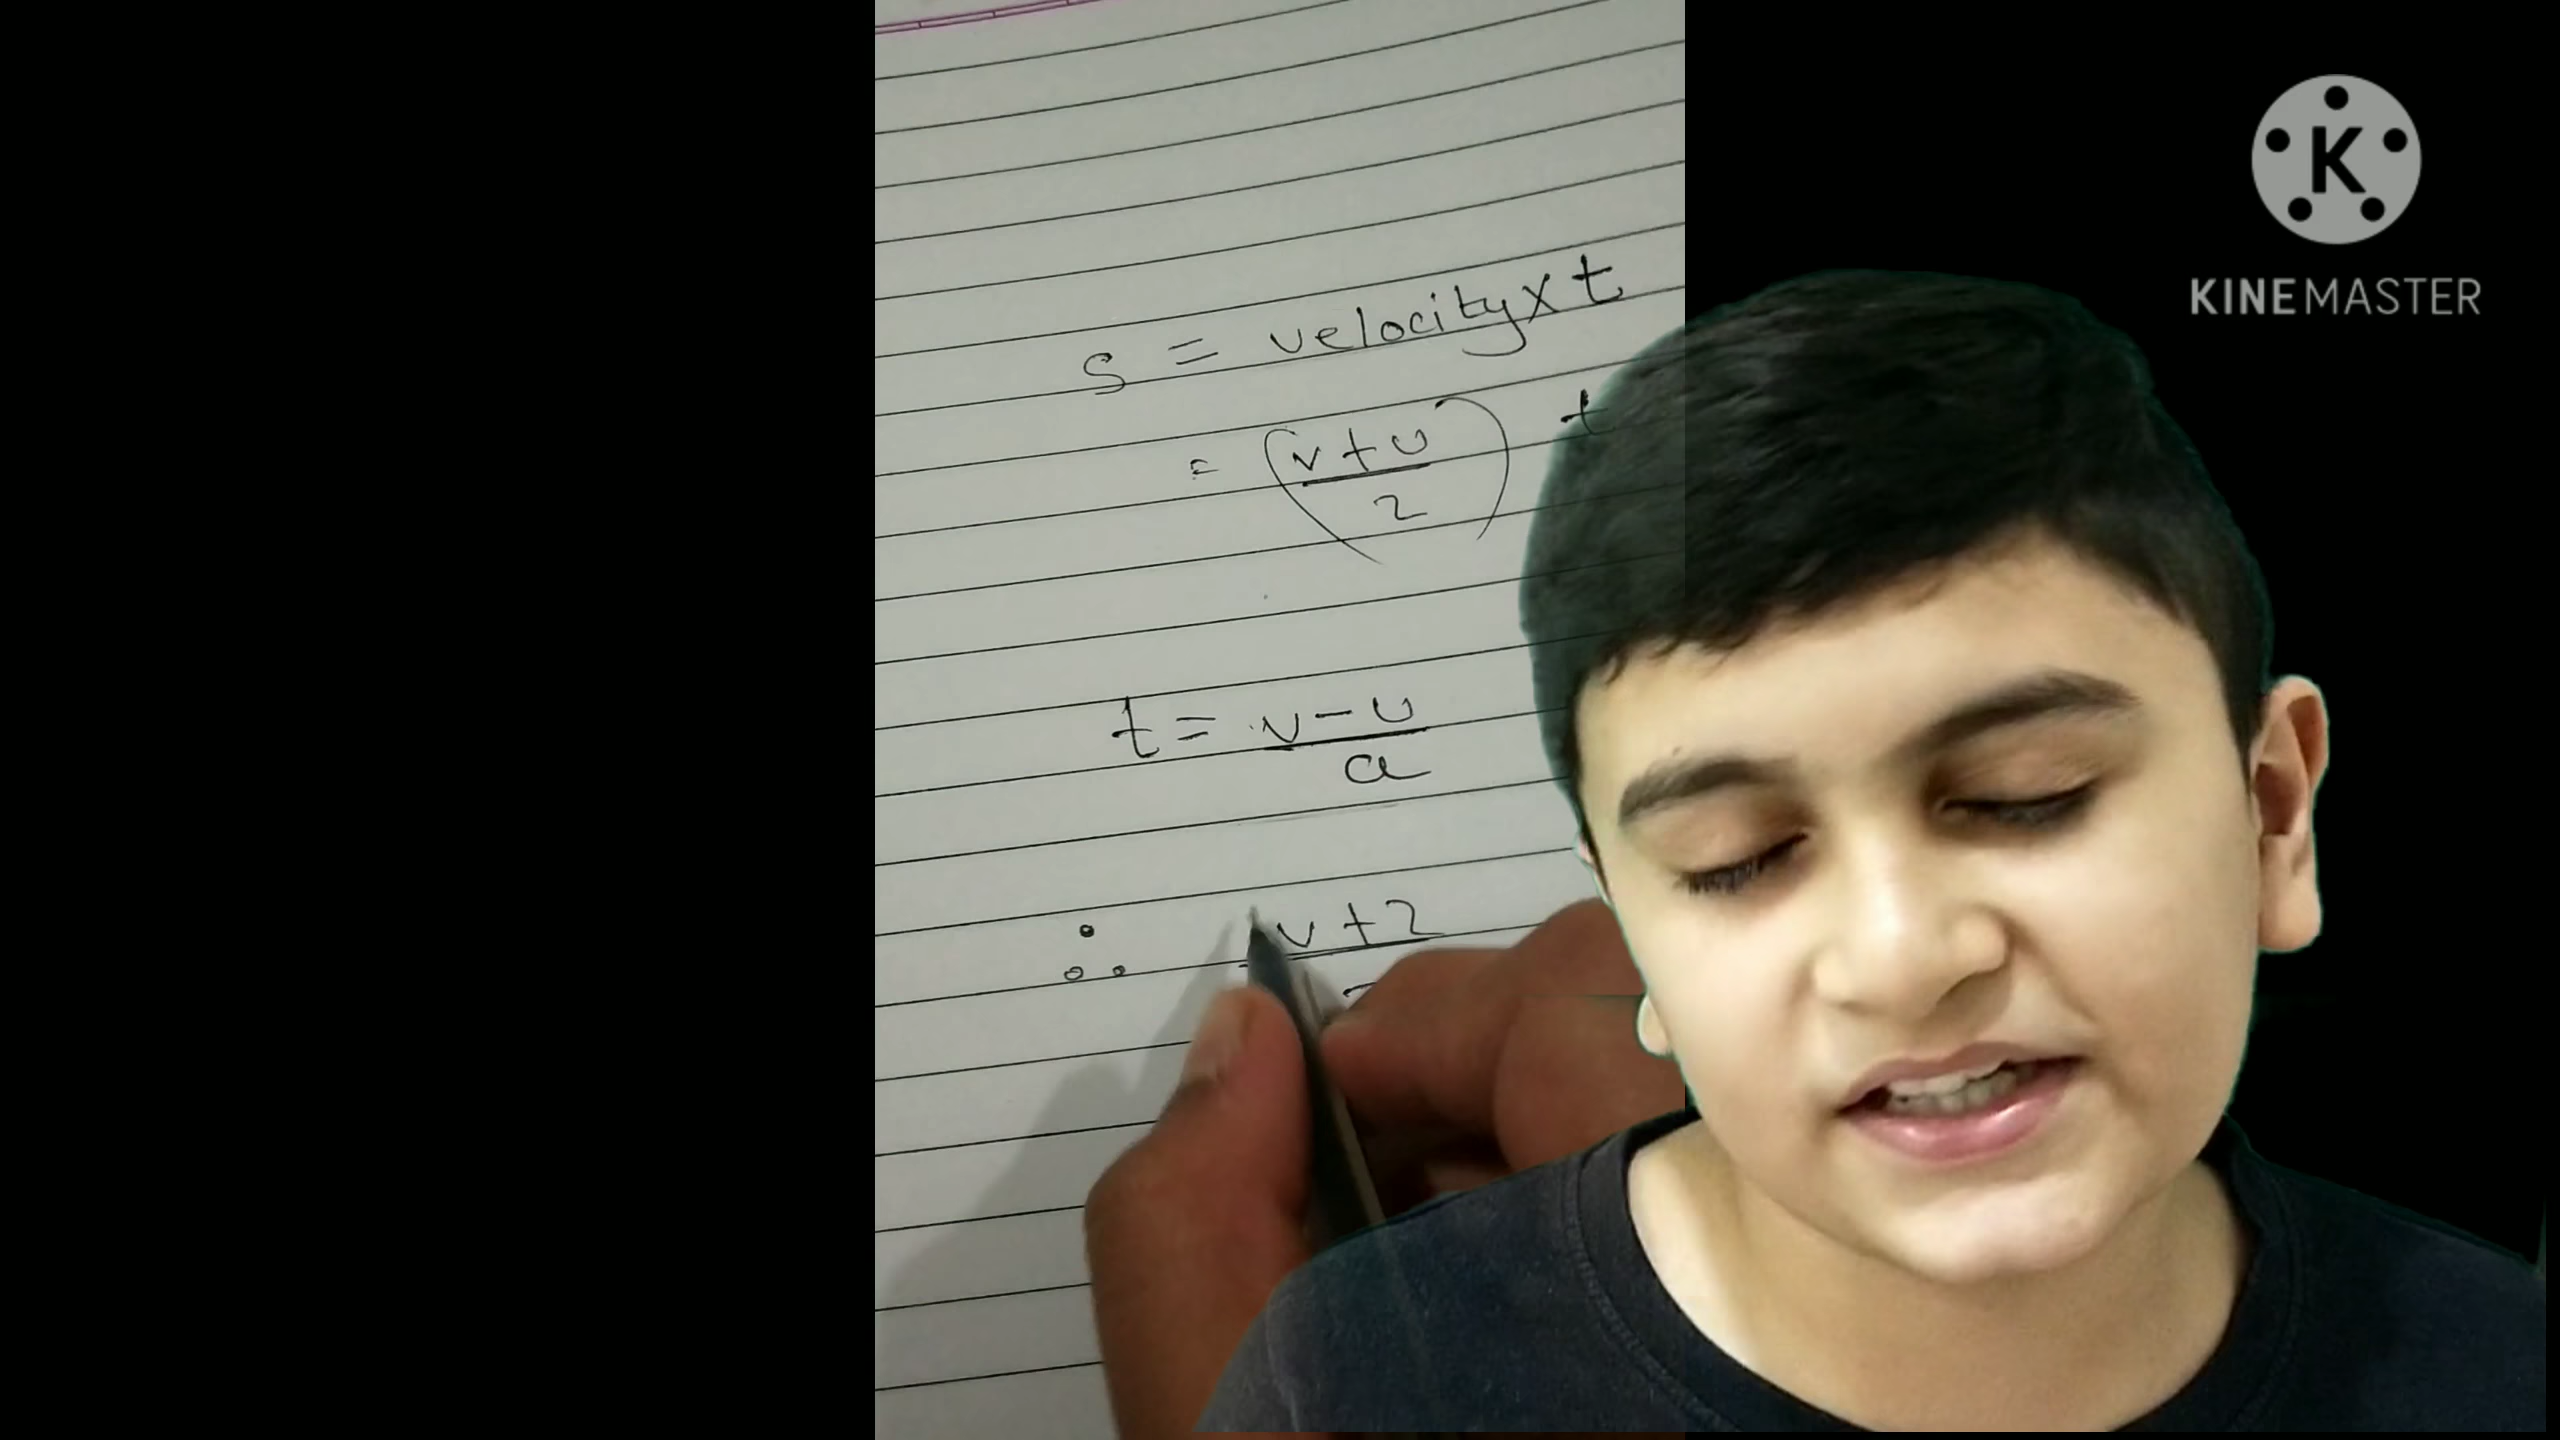 K
KINEMASTER
s = velocity x t
= (v+u/2) t
t = v-u/a
∴ v+2